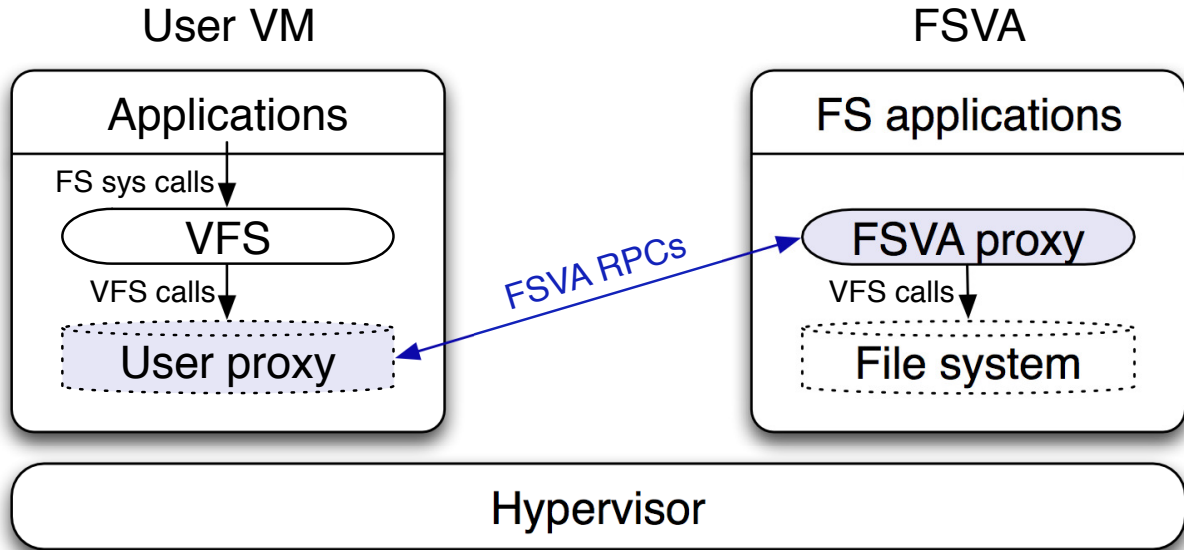 User VM
FSVA
Applications
FS applications
FS sys calls
VFS
FSVA proxy
FSVA RPCs
VFS calls
VFS calls
User proxy
File system
Hypervisor